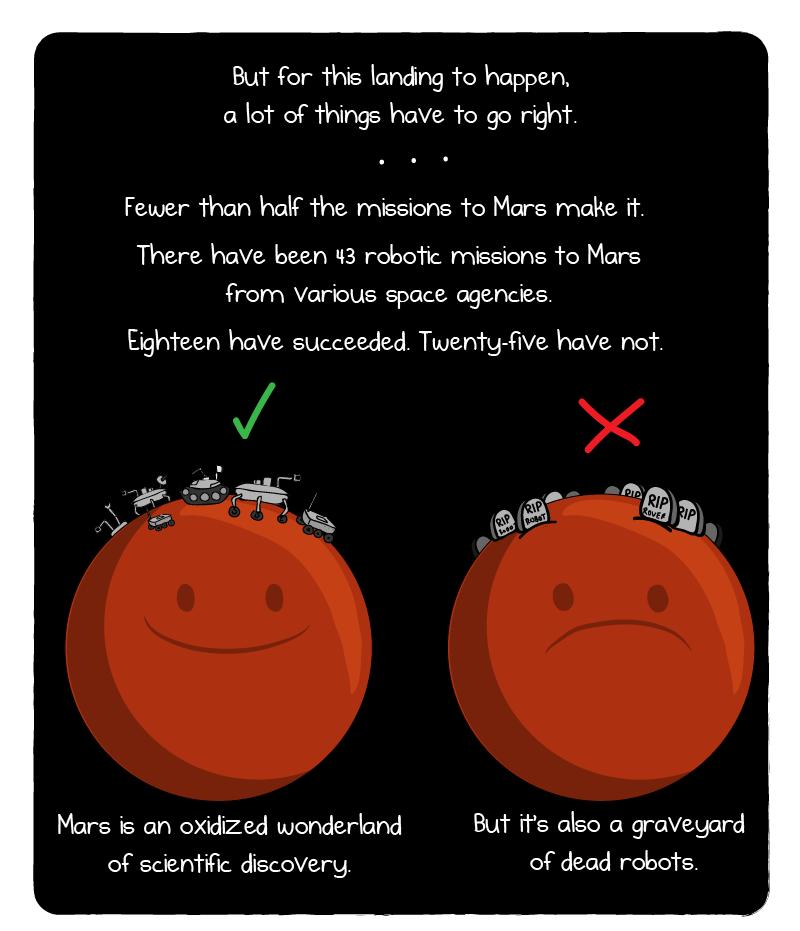 But for this landing to happen,
a lot of things have to go right.
. . .
Fewer than half the missions to Mars make it.
There have been 43 robotic missions to Mars
from various space agencies.
Eighteen have succeeded. Twenty-five have not.
RIP
RIP
ROBOT
RIP
RIP
ROVER
RIP
Mars is an oxidized wonderland
of scientific discovery.
But it's also a graveyard
of dead robots.